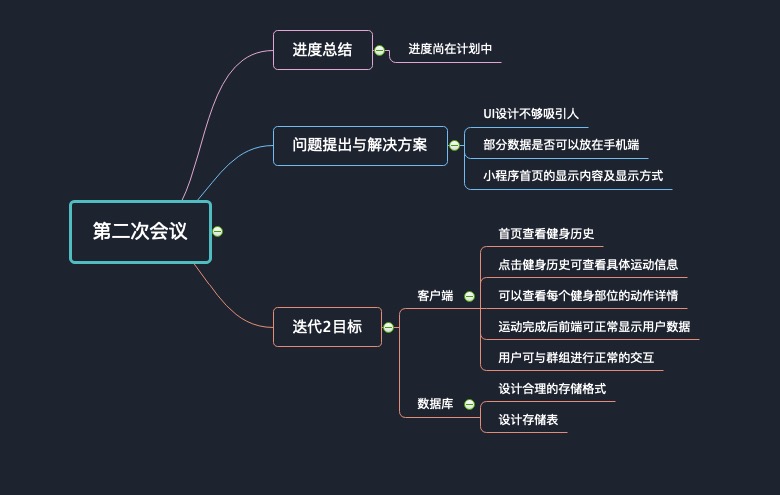 进度总结
进度尚在计划中
问题提出与解决方案
UI设计不够吸引人
部分数据是否可以放在手机端
小程序首页的显示内容及显示方式
第二次会议
迭代2目标
客户端
首页查看健身历史
点击健身历史可查看具体运动信息
可以查看每个健身部位的动作详情
运动完成后前端可正常显示用户数据
用户可与群组进行正常的交互
数据库
设计合理的存储格式
设计存储表